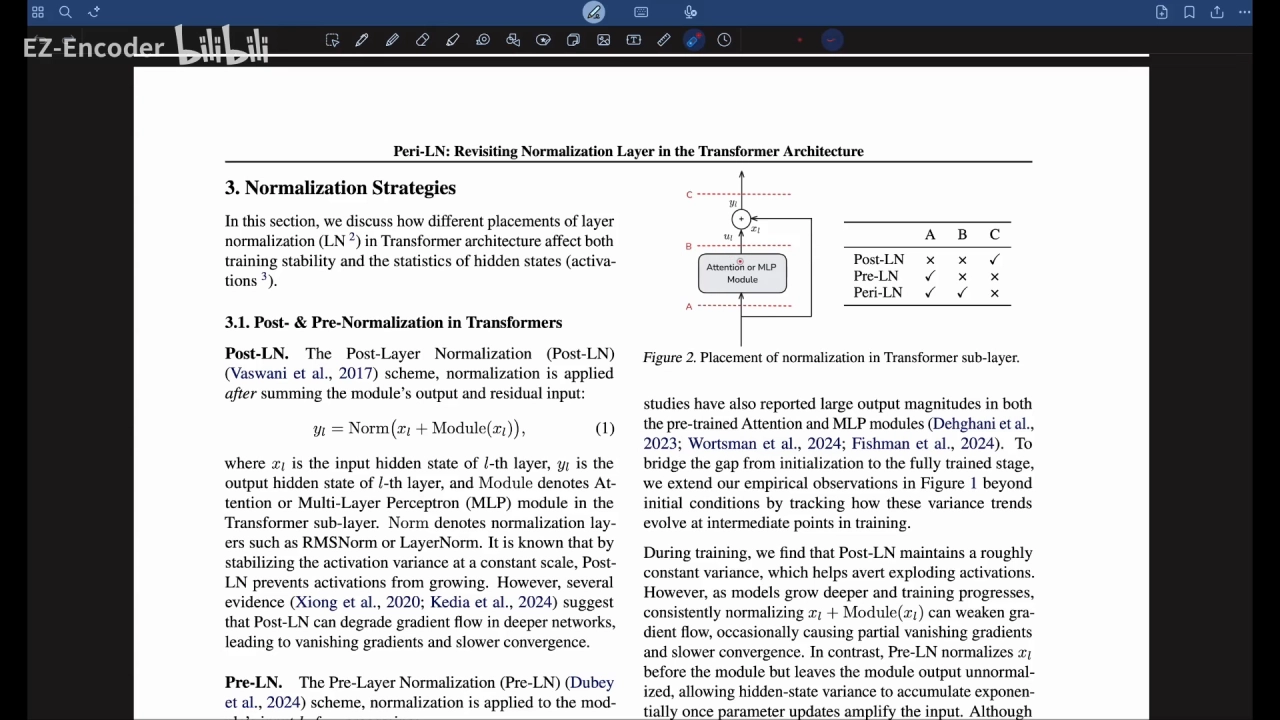 EZ-Encoder bilibili
Peri-LN: Revisiting Normalization Layer in the Transformer Architecture
3. Normalization Strategies
In this section, we discuss how different placements of layer
normalization (LN ²) in Transformer architecture affect both
training stability and the statistics of hidden states (activa-
tions ³).
3.1. Post- & Pre-Normalization in Transformers
Post-LN. The Post-Layer Normalization (Post-LN)
(Vaswani et al., 2017) scheme, normalization is applied
after summing the module's output and residual input:
yₗ = Norm(xₗ + Module(xₗ)), (1)
where xₗ is the input hidden state of l-th layer, yₗ is the
output hidden state of l-th layer, and Module denotes At-
tention or Multi-Layer Perceptron (MLP) module in the
Transformer sub-layer. Norm denotes normalization lay-
ers such as RMSNorm or LayerNorm. It is known that by
stabilizing the activation variance at a constant scale, Post-
LN prevents activations from growing. However, several
evidence (Xiong et al., 2020; Kedia et al., 2024) suggest
that Post-LN can degrade gradient flow in deeper networks,
leading to vanishing gradients and slower convergence.
Pre-LN. The Pre-Layer Normalization (Pre-LN) (Dubey
et al., 2024) scheme, normalization is applied to the mod-
C
yₗ
+
xₗ
uₗ
B
Attention or MLP
Module
A
A B C
Post-LN × × ✓
Pre-LN ✓ × ×
Peri-LN ✓ ✓ ×
Figure 2. Placement of normalization in Transformer sub-layer.
studies have also reported large output magnitudes in both
the pre-trained Attention and MLP modules (Dehghani et al.,
2023; Wortsman et al., 2024; Fishman et al., 2024). To
bridge the gap from initialization to the fully trained stage,
we extend our empirical observations in Figure 1 beyond
initial conditions by tracking how these variance trends
evolve at intermediate points in training.
During training, we find that Post-LN maintains a roughly
constant variance, which helps avert exploding activations.
However, as models grow deeper and training progresses,
consistently normalizing xₗ + Module(xₗ) can weaken gra-
dient flow, occasionally causing partial vanishing gradients
and slower convergence. In contrast, Pre-LN normalizes xₗ
before the module but leaves the module output unnormal-
ized, allowing hidden-state variance to accumulate exponen-
tially once parameter updates amplify the input. Although